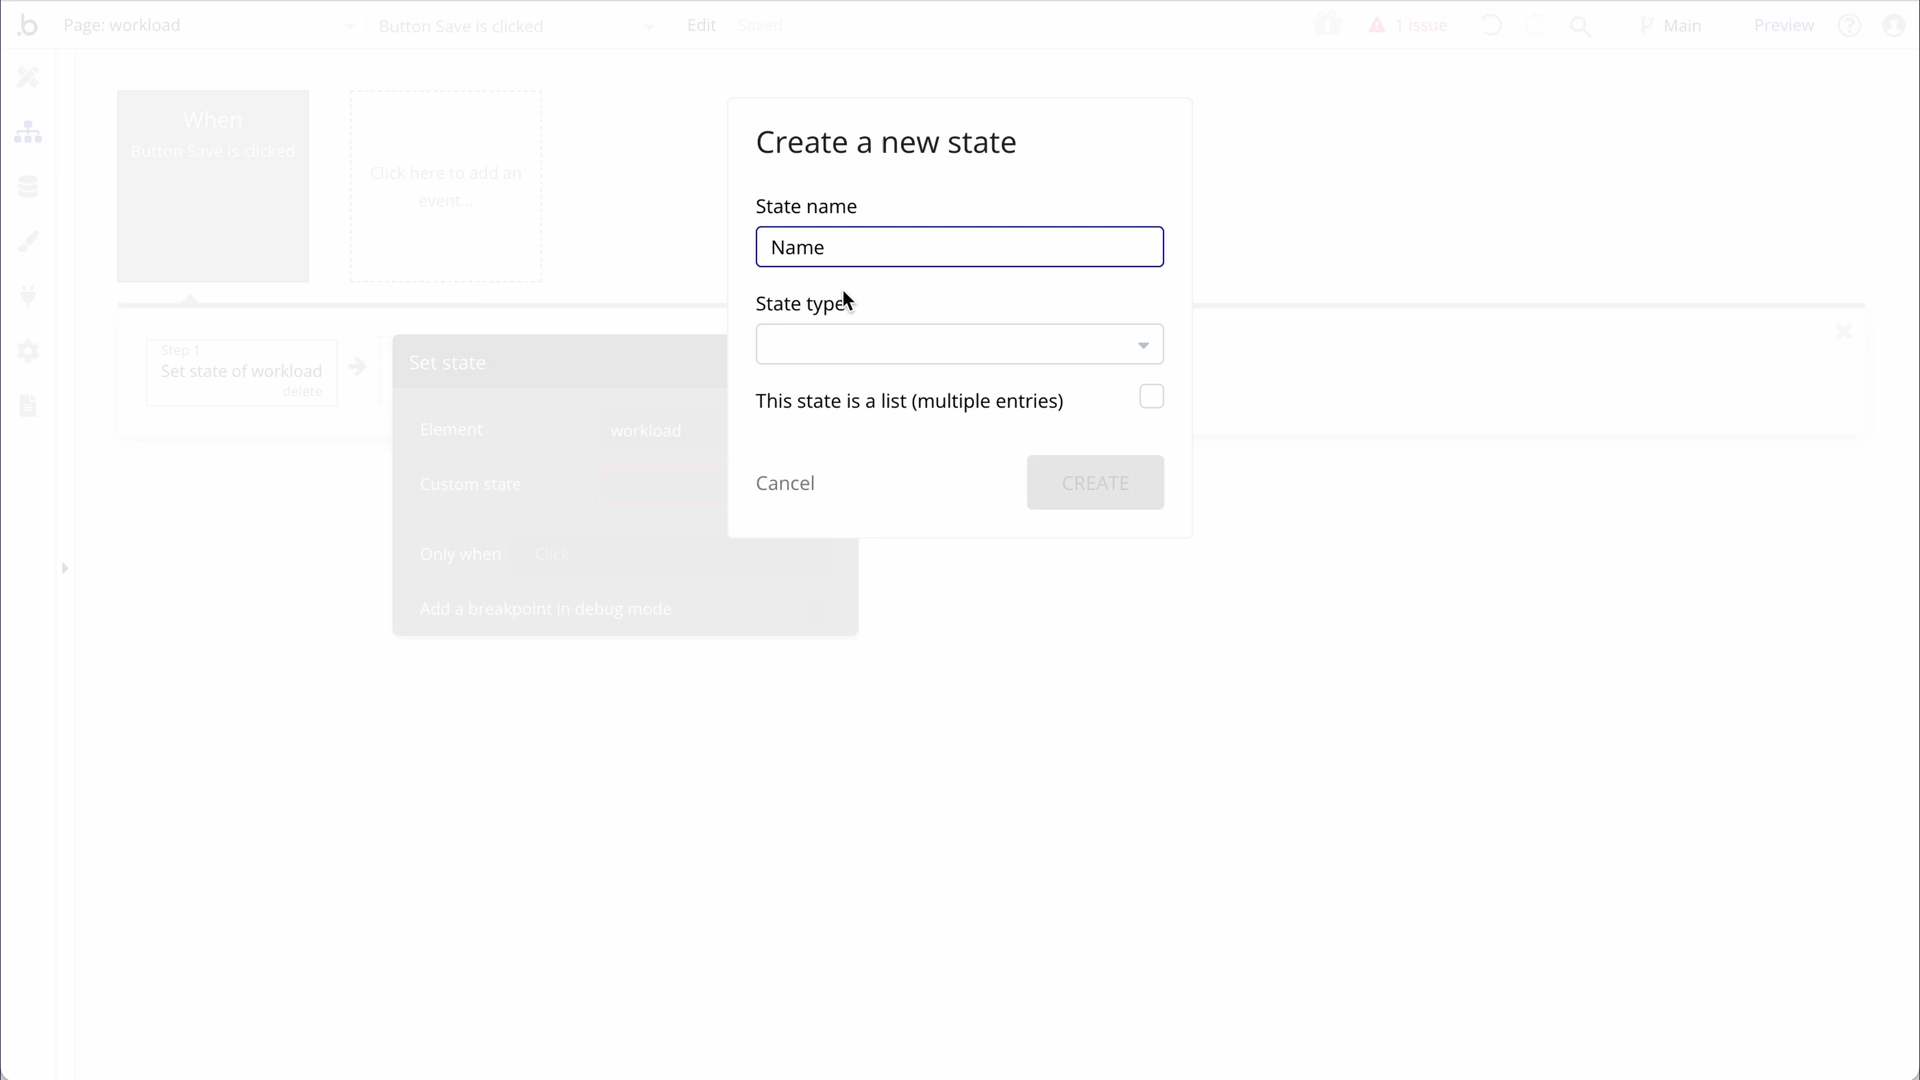 .b
Page: workload
Button Save is clicked
Edit
Saved
1 issue
Main
Preview
When
Button Save is clicked
Click here to add an
event...
Create a new state
State name
Name
State type
This state is a list (multiple entries)
Cancel
CREATE
Step 1
Set state of workload
delete
Set state
Element
workload
Custom state
Only when
Click
Add a breakpoint in debug mode